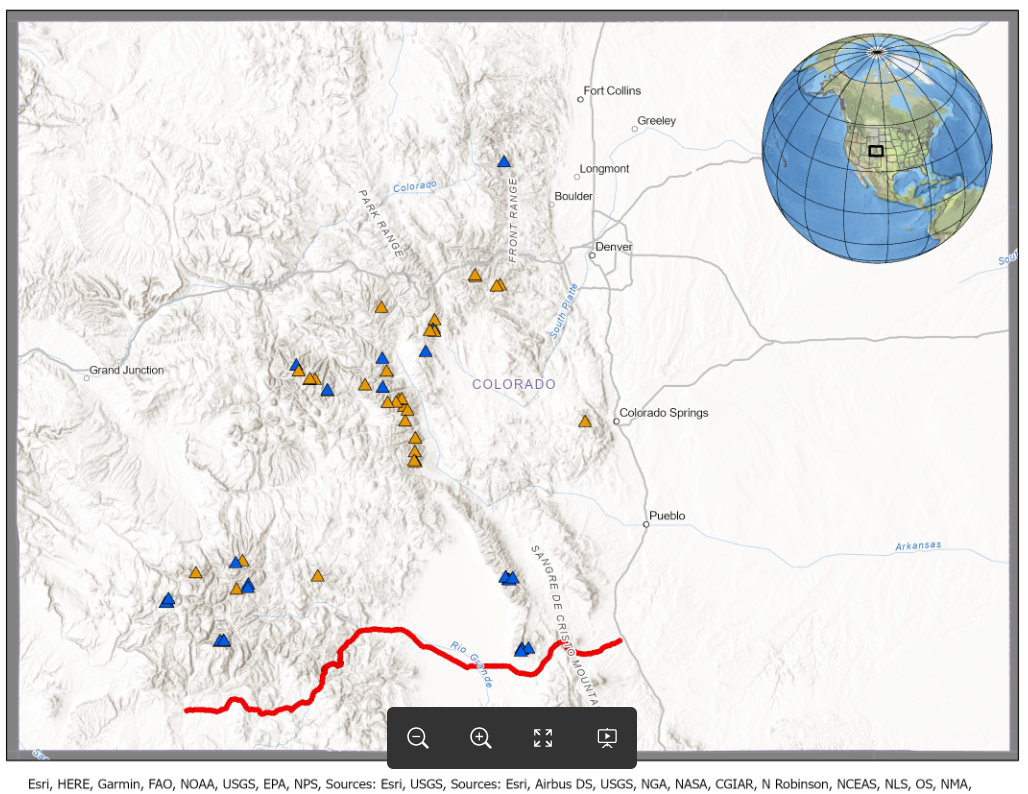 Fort Collins
Greeley
Longmont
Colorado
Boulder
PARK RANGE
FRONT RANGE
Denver
South Platte
Grand Junction
COLORADO
Colorado Springs
Pueblo
Arkansas
SANGRE DE CRISTO MOUNTA
Rio Grande
Esri, HERE, Garmin, FAO, NOAA, USGS, EPA, NPS, Sources: Esri, USGS, Sources: Esri, Airbus DS, USGS, NGA, NASA, CGIAR, N Robinson, NCEAS, NLS, OS, NMA,